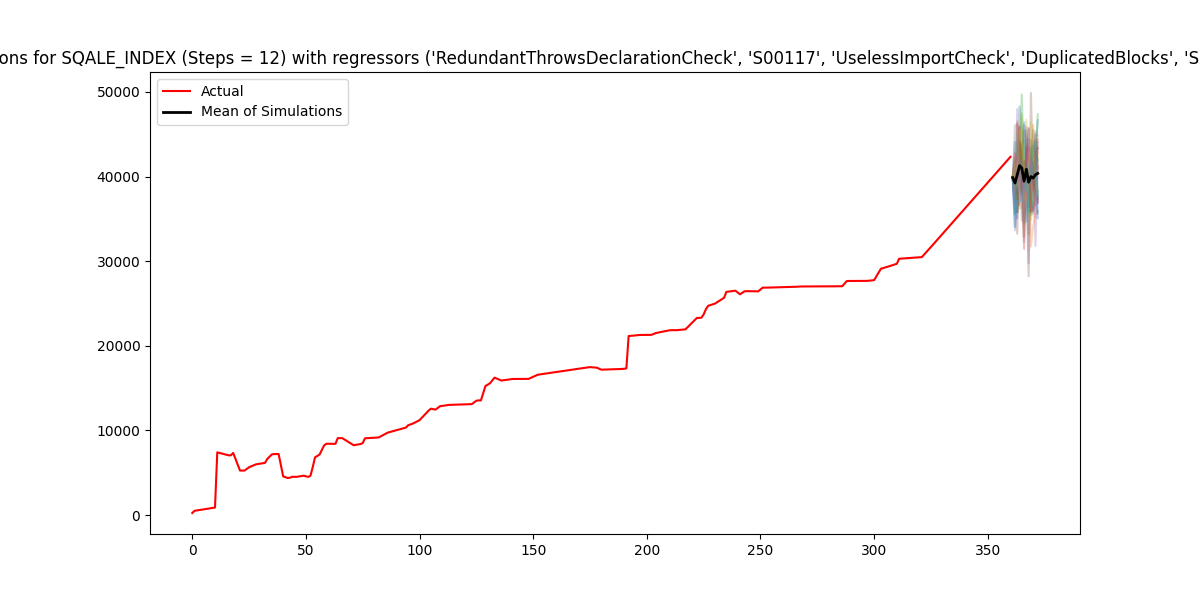 ons for SQALE_INDEX (Steps = 12) with regressors ('RedundantThrowsDeclarationCheck', 'S00117', 'UselessImportCheck', 'DuplicatedBlocks', 'S
Actual
Mean of Simulations
50000
40000
30000
20000
10000
0
0 50 100 150 200 250 300 350